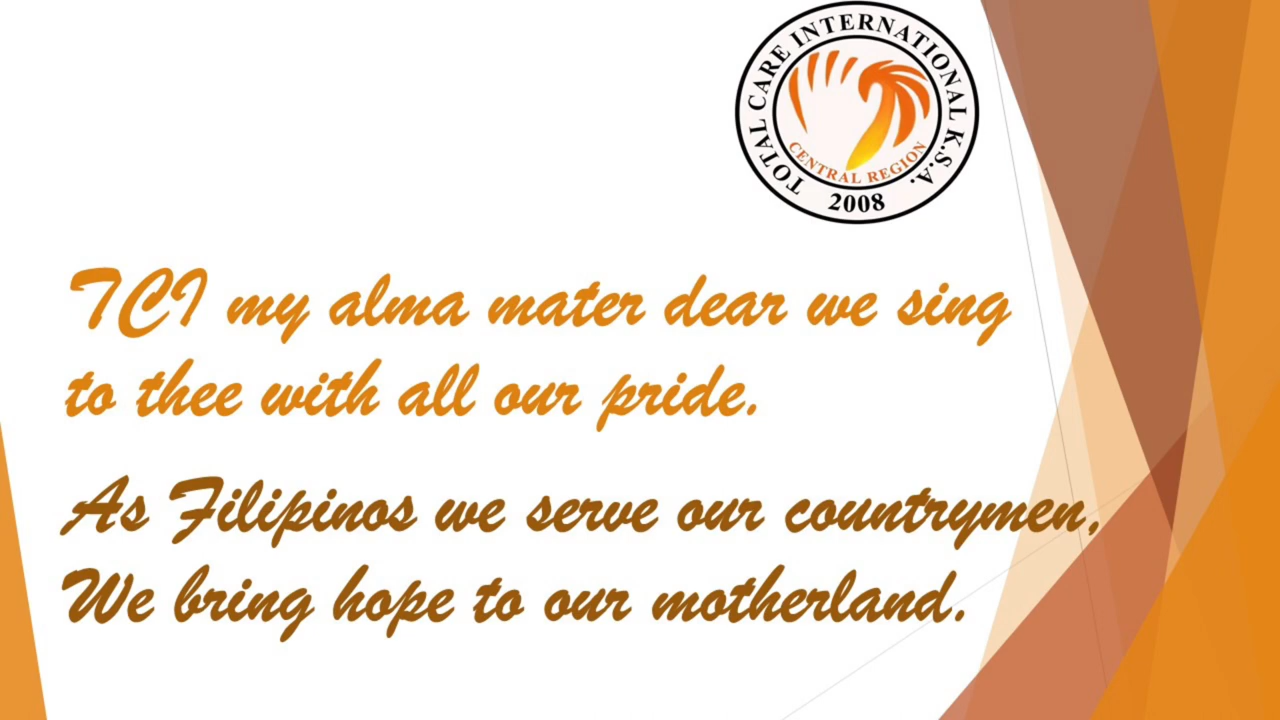 TOTAL CARE INTERNATIONAL K.S.A.
CENTRAL REGION
2008
TCI my alma mater dear we sing
to thee with all our pride.
As Filipinos we serve our countrymen,
We bring hope to our motherland.